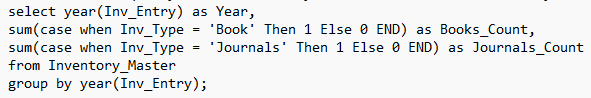 select year(Inv_Entry) as Year,
sum(case when Inv_Type = 'Book' Then 1 Else 0 END) as Books_Count,
sum(case when Inv_Type = 'Journals' Then 1 Else 0 END) as Journals_Count
from Inventory_Master
group by year(Inv_Entry);